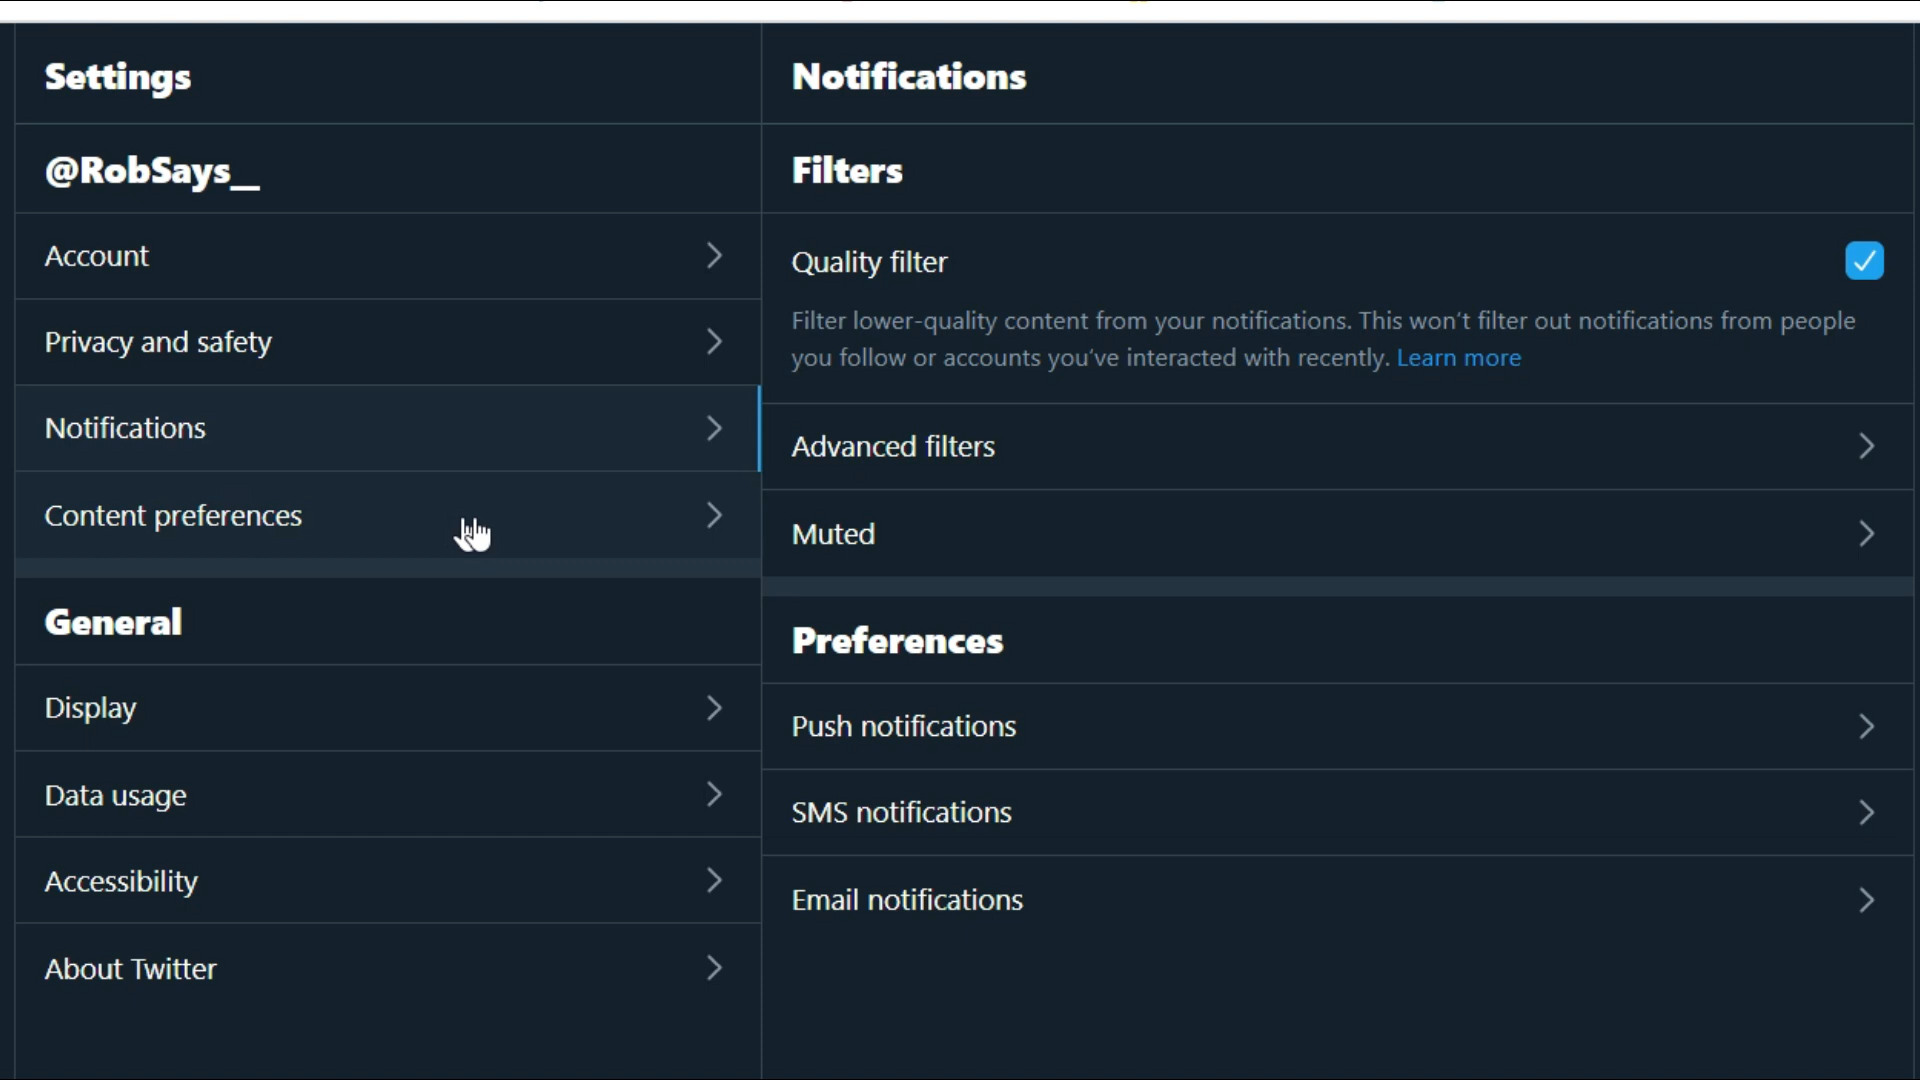 Settings
@RobSays__
Account
Privacy and safety
Notifications
Content preferences
General
Display
Data usage
Accessibility
About Twitter
Notifications
Filters
Quality filter
Filter lower-quality content from your notifications. This won't filter out notifications from people
you follow or accounts you've interacted with recently. Learn more
Advanced filters
Muted
Preferences
Push notifications
SMS notifications
Email notifications